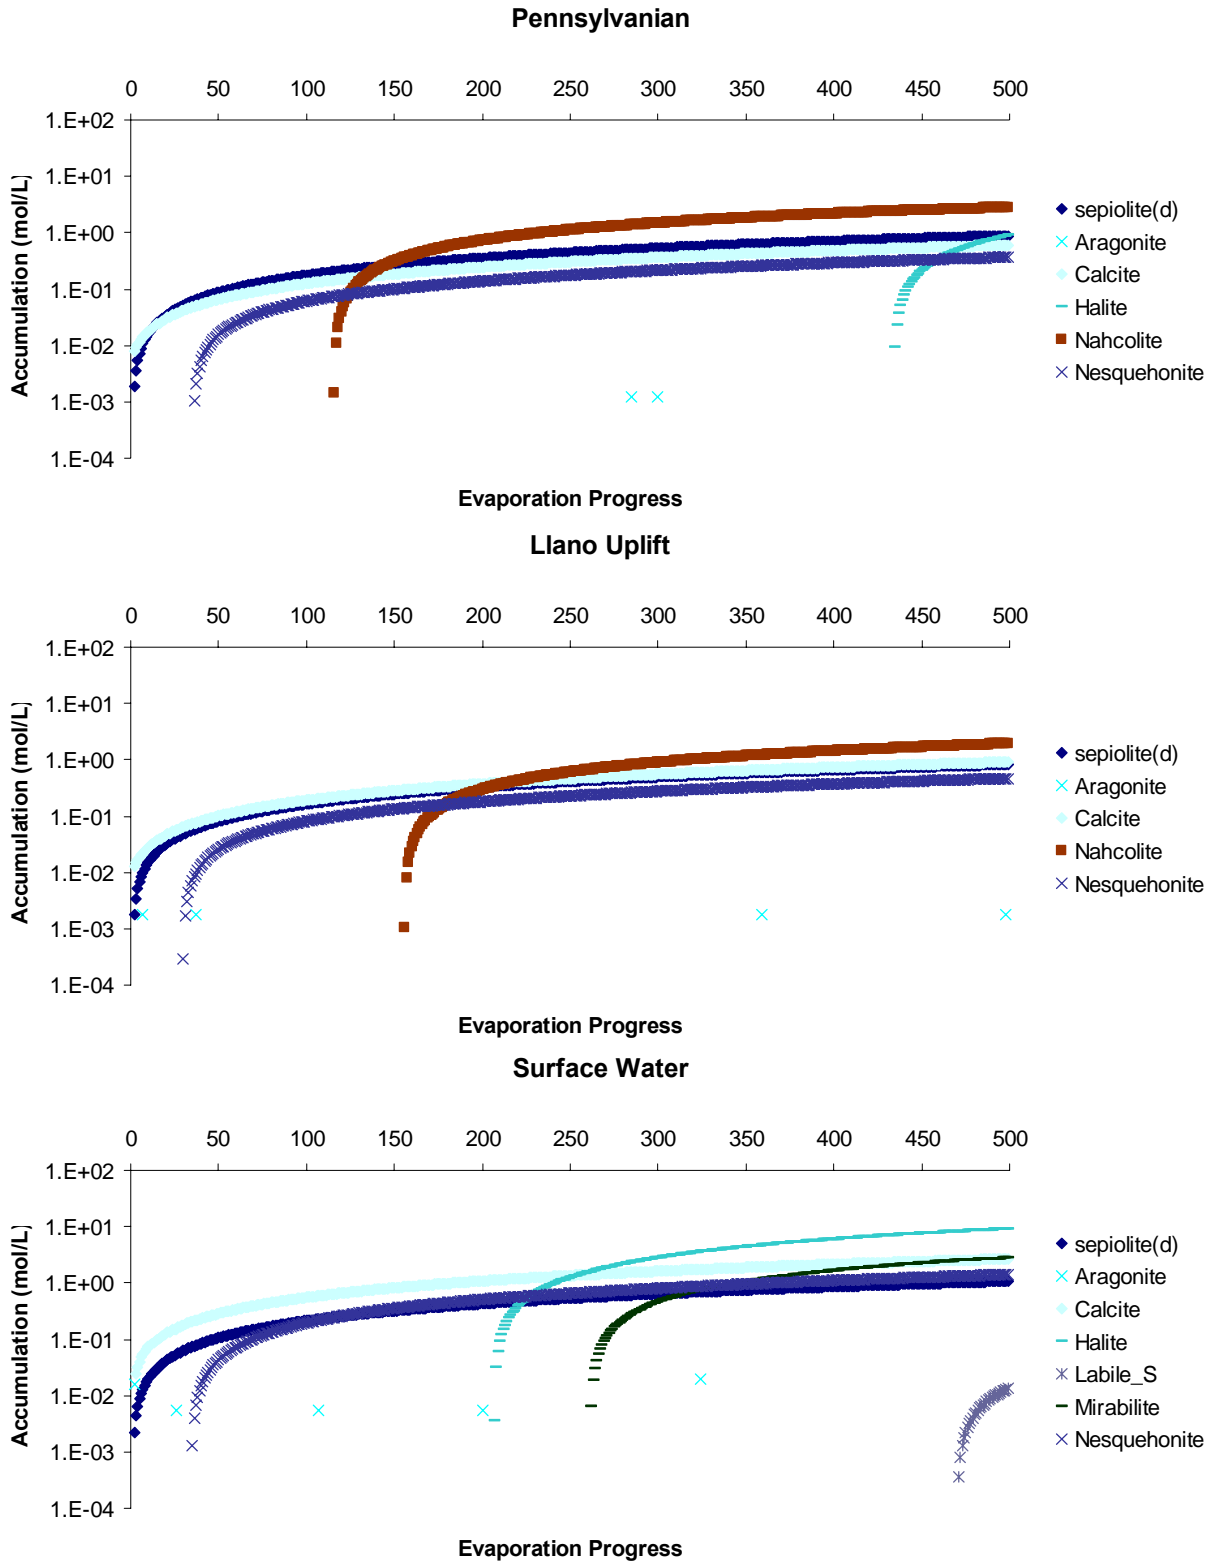 Pennsylvanian
0 50 100 150 200 250 300 350 400 450 500
1.E+02
1.E+01
1.E+00
1.E-01
1.E-02
1.E-03
1.E-04
Accumulation (mol/L)
sepiolite(d)
Aragonite
Calcite
Halite
Nahcolite
Nesquehonite
Evaporation Progress
Llano Uplift
0 50 100 150 200 250 300 350 400 450 500
1.E+02
1.E+01
1.E+00
1.E-01
1.E-02
1.E-03
1.E-04
Accumulation (mol/L)
sepiolite(d)
Aragonite
Calcite
Nahcolite
Nesquehonite
Evaporation Progress
Surface Water
0 50 100 150 200 250 300 350 400 450 500
1.E+02
1.E+01
1.E+00
1.E-01
1.E-02
1.E-03
1.E-04
Accumulation (mol/L)
sepiolite(d)
Aragonite
Calcite
Halite
Labile_S
Mirabilite
Nesquehonite
Evaporation Progress